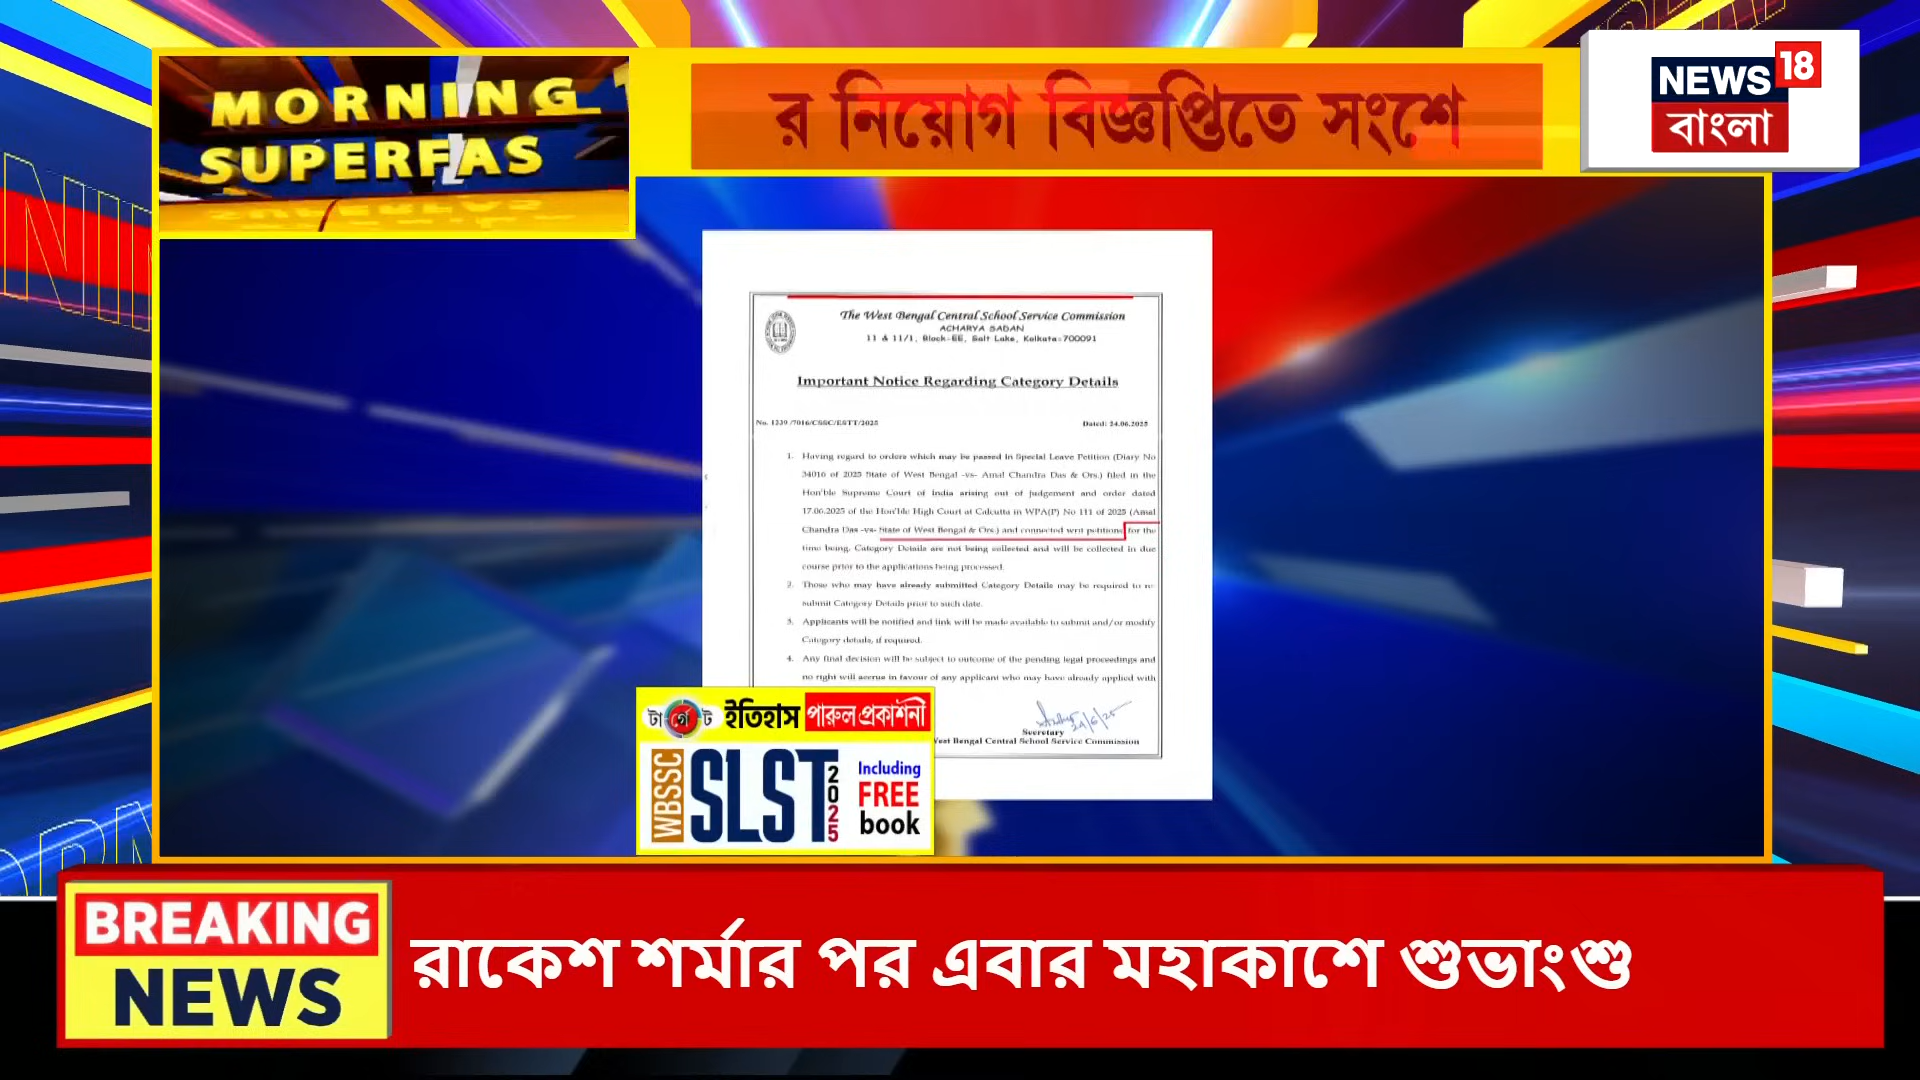 MORNING
SUPERFAS
র নিয়োগ বিজ্ঞপ্তিতে সংশে
NEWS 18
বাংলা
The West Bengal Central School Service Commission
ACHARYA SADAN
11 & 11/1, Block-EE, Salt Lake, Kolkata-700091
Important Notice Regarding Category Details
No. 1339 /7016/CSSC/ESTT/2025 Dated: 24.06.2025
1. Having regard to orders which may be passed in Special Leave Petition (Diary No
34016 of 2025 State of West Bengal -vs- Amal Chandra Das & Ors.) filed in the
Hon'ble Supreme Court of India arising out of judgement and order dated
17.06.2025 of the Hon'ble High Court at Calcutta in WPA(P) No 111 of 2025 (Amal
Chandra Das -vs- State of West Bengal & Ors.) and connected writ petitions, for the
time being, Category Details are not being collected and will be collected in due
course prior to the applications being processed.
2. Those who may have already submitted Category Details may be required to re-
submit Category Details prior to such date.
3. Applicants will be notified and link will be made available to submit and/or modify
Category details, if required.
4. Any final decision will be subject to outcome of the pending legal proceedings and
no right will accrue in favour of any applicant who may have already applied with
24/6/25
Secretary
West Bengal Central School Service Commission
টার্গেট ইতিহাস পারুল প্রকাশনী
WBSSC SLST 2025
Including
FREE
book
BREAKING
NEWS
রাকেশ শর্মার পর এবার মহাকাশে শুভাংশু